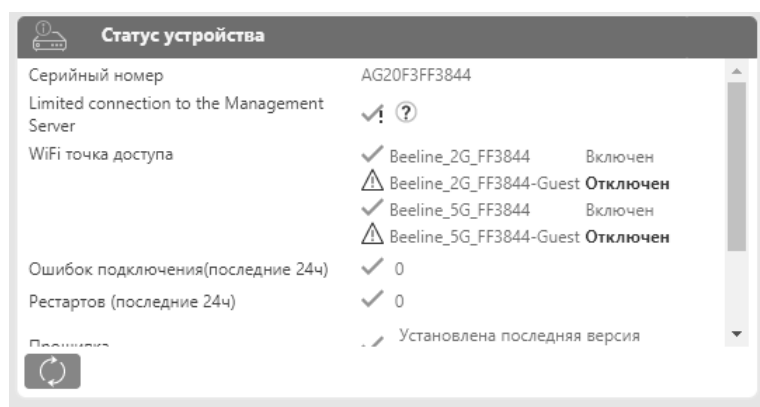 Статус устройства
Серийный номер AG20F3FF3844
Limited connection to the Management
Server
WiFi точка доступа Beeline_2G_FF3844 Включен
Beeline_2G_FF3844-Guest Отключен
Beeline_5G_FF3844 Включен
Beeline_5G_FF3844-Guest Отключен
Ошибок подключения(последние 24ч) 0
Рестартов (последние 24ч) 0
Прошивка Установлена последняя версия